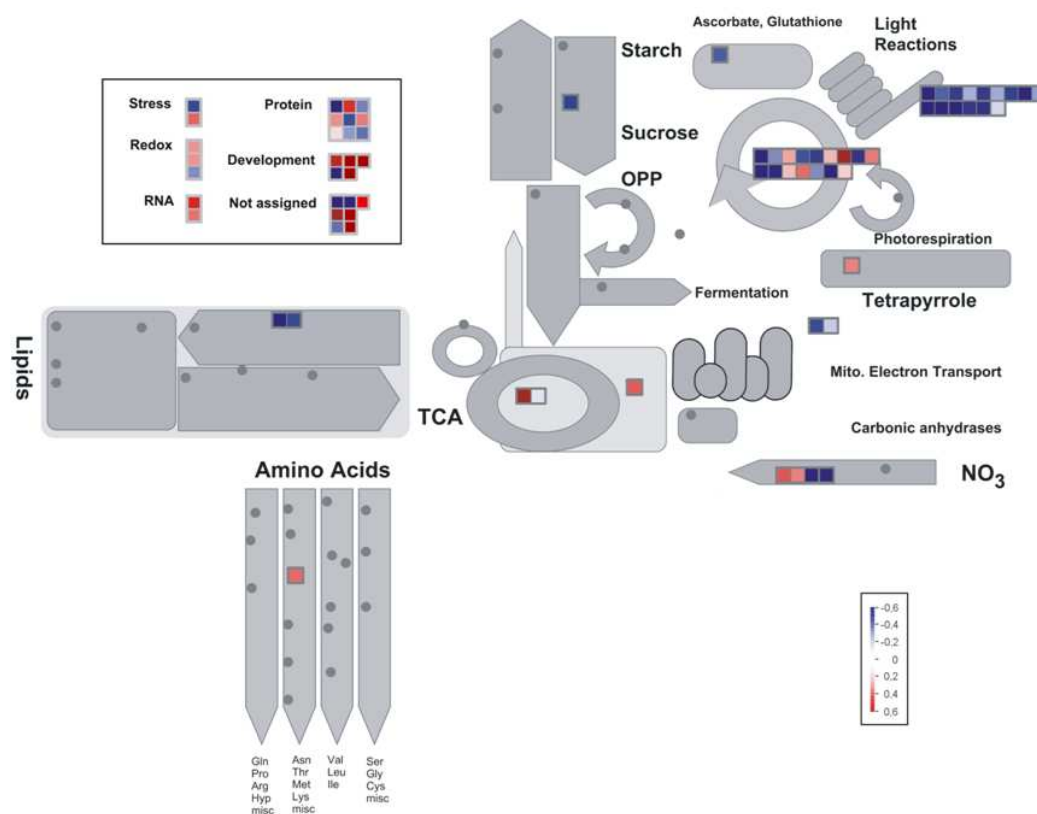 Ascorbate, Glutathione
Light
Reactions
Starch
Sucrose
OPP
Stress
Protein
Redox
Development
RNA
Not assigned
Photorespiration
Tetrapyrrole
Fermentation
Lipids
Mito. Electron Transport
TCA
Carbonic anhydrases
NO3
Amino Acids
-0,6
-0,4
-0,2
0
0,2
0,4
0,6
Gln
Pro
Arg
Hyp
misc
Asn
Thr
Met
Lys
misc
Val
Leu
Ile
Ser
Gly
Cys
misc